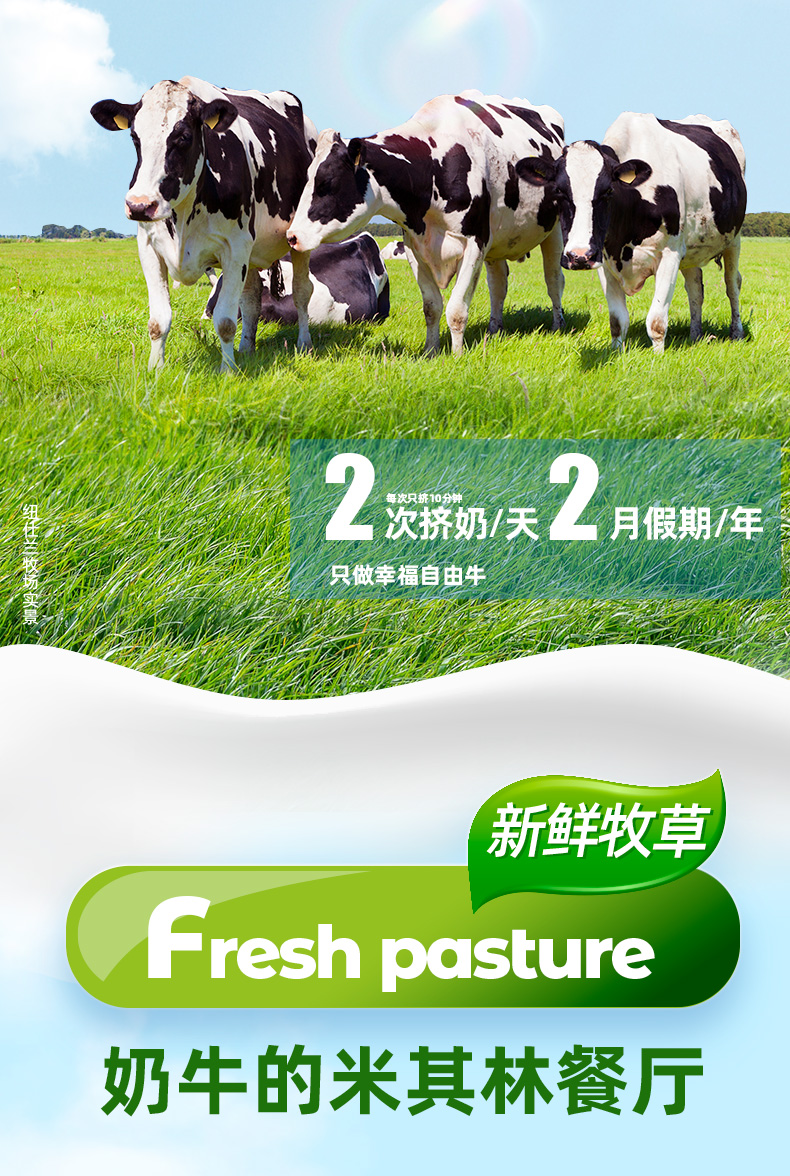 每次只挤10分钟
2次挤奶/天 2月假期/年
只做幸福自由牛
纽仕兰牧场实景
新鲜牧草
Fresh pasture
奶牛的米其林餐厅